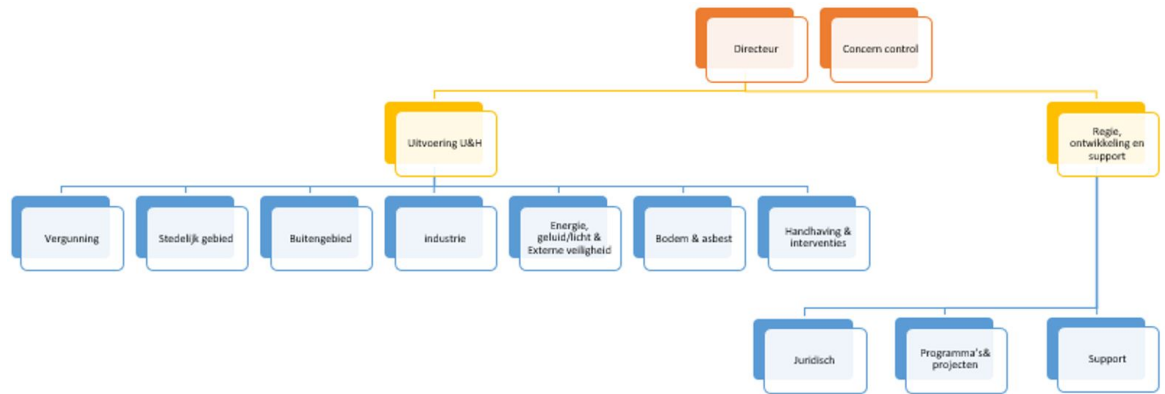 Directeur
Concern control
Uitvoering U&H
Regie,
ontwikkeling en
support
Vergunning
Stedelijk gebied
Buitengebied
industrie
Energie,
geluid/licht &
Externe veiligheid
Bodem & asbest
Handhaving &
interventies
Juridisch
Programma's&
projecten
Support